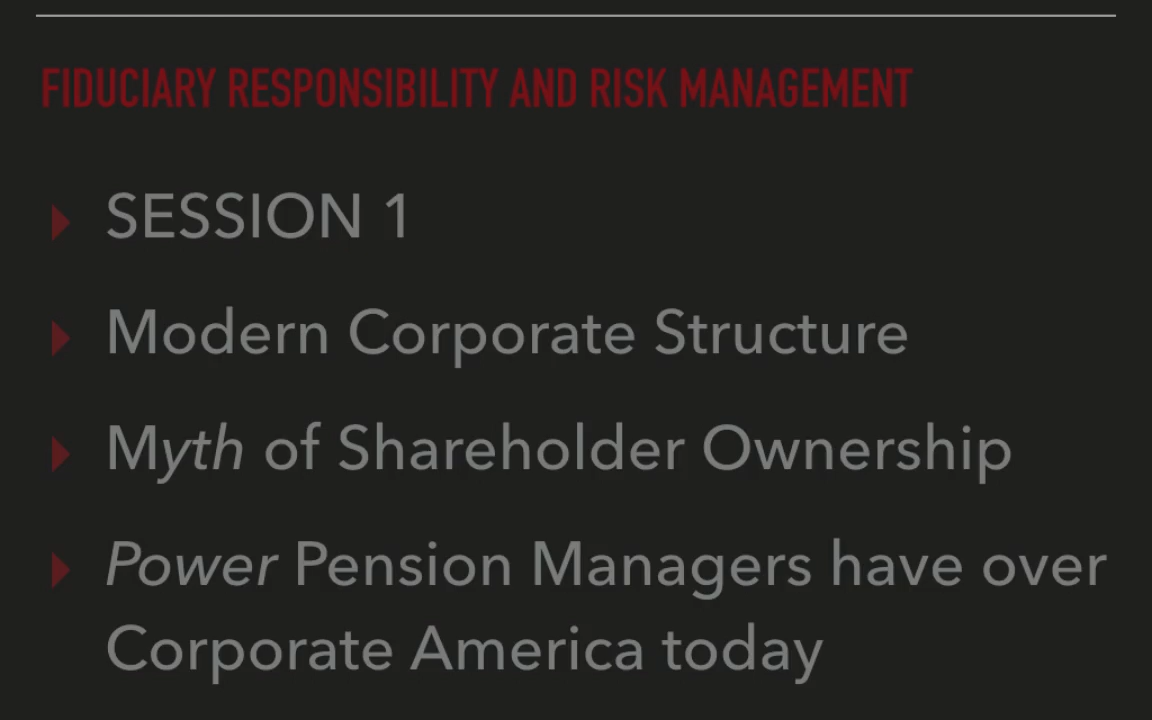 FIDUCIARY RESPONSIBILITY AND RISK MANAGEMENT
SESSION 1
Modern Corporate Structure
Myth of Shareholder Ownership
Power Pension Managers have over
Corporate America today